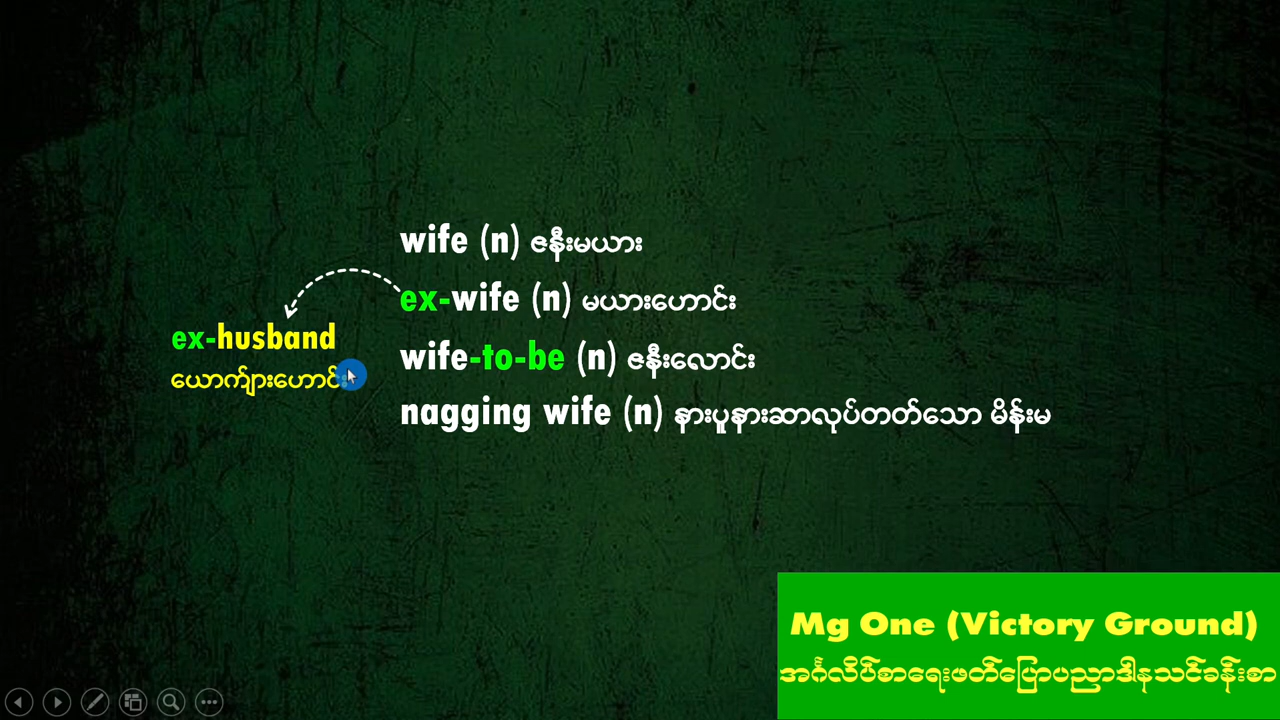 wife (n) ဇနီးမယား
ex-wife (n) မယားဟောင်း
ex-husband
ယောကျ်ားဟောင်း
wife-to-be (n) ဇနီးလောင်း
nagging wife (n) နားပူနားဆာလုပ်တတ်သော မိန်းမ
Mg One (Victory Ground)
အင်္ဂလိပ်စာရေးဖတ်ပြောပညာဒါနသင်ခန်းစာ